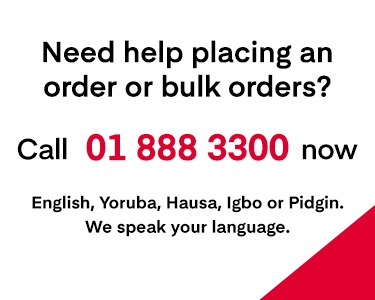 Need help placing an
order or bulk orders?
Call 01 888 3300 now
English, Yoruba, Hausa, Igbo or Pidgin.
We speak your language.